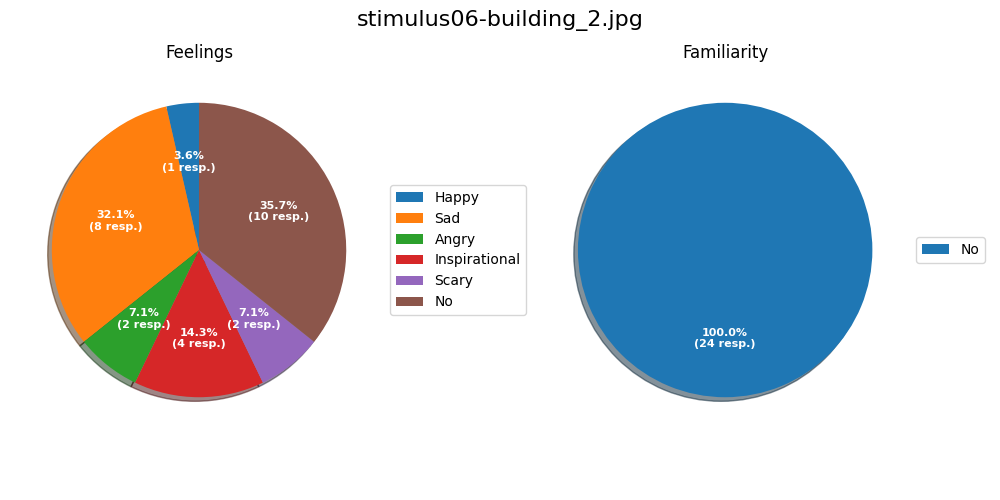 stimulus06-building_2.jpg
Feelings
3.6%
(1 resp.)
32.1%
(8 resp.)
7.1%
(2 resp.)
14.3%
(4 resp.)
7.1%
(2 resp.)
35.7%
(10 resp.)
Happy
Sad
Angry
Inspirational
Scary
No
Familiarity
100.0%
(24 resp.)
No